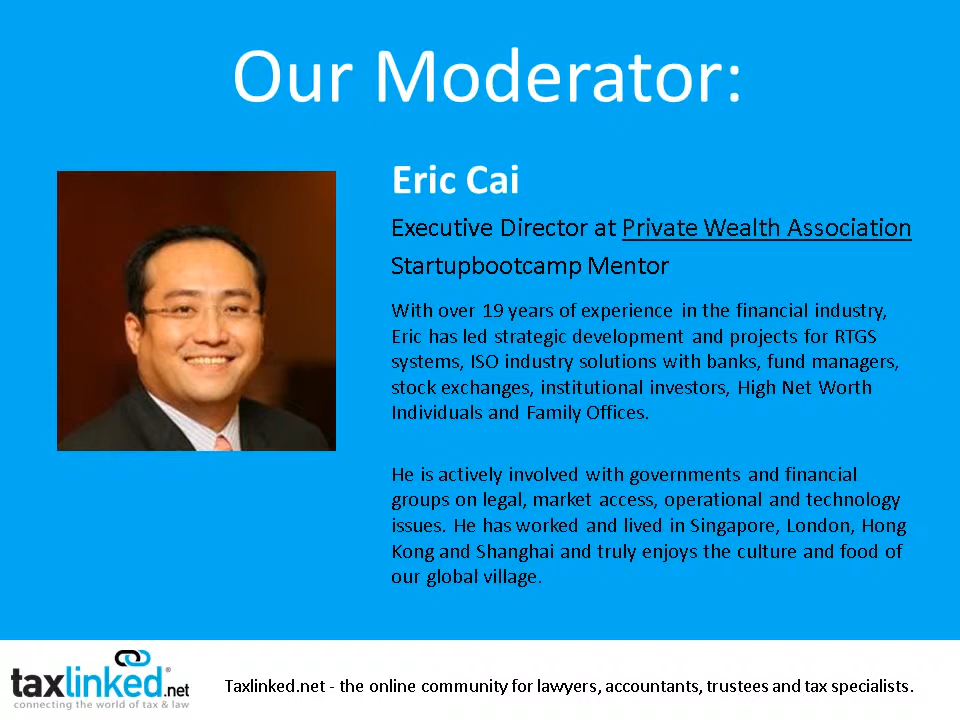 Our Moderator:
Eric Cai
Executive Director at Private Wealth Association
Startupbootcamp Mentor
With over 19 years of experience in the financial industry,
Eric has led strategic development and projects for RTGS
systems, ISO industry solutions with banks, fund managers,
stock exchanges, institutional investors, High Net Worth
Individuals and Family Offices.
He is actively involved with governments and financial
groups on legal, market access, operational and technology
issues. He has worked and lived in Singapore, London, Hong
Kong and Shanghai and truly enjoys the culture and food of
our global village.
taxlinked.net®
connecting the world of tax & law
Taxlinked.net - the online community for lawyers, accountants, trustees and tax specialists.